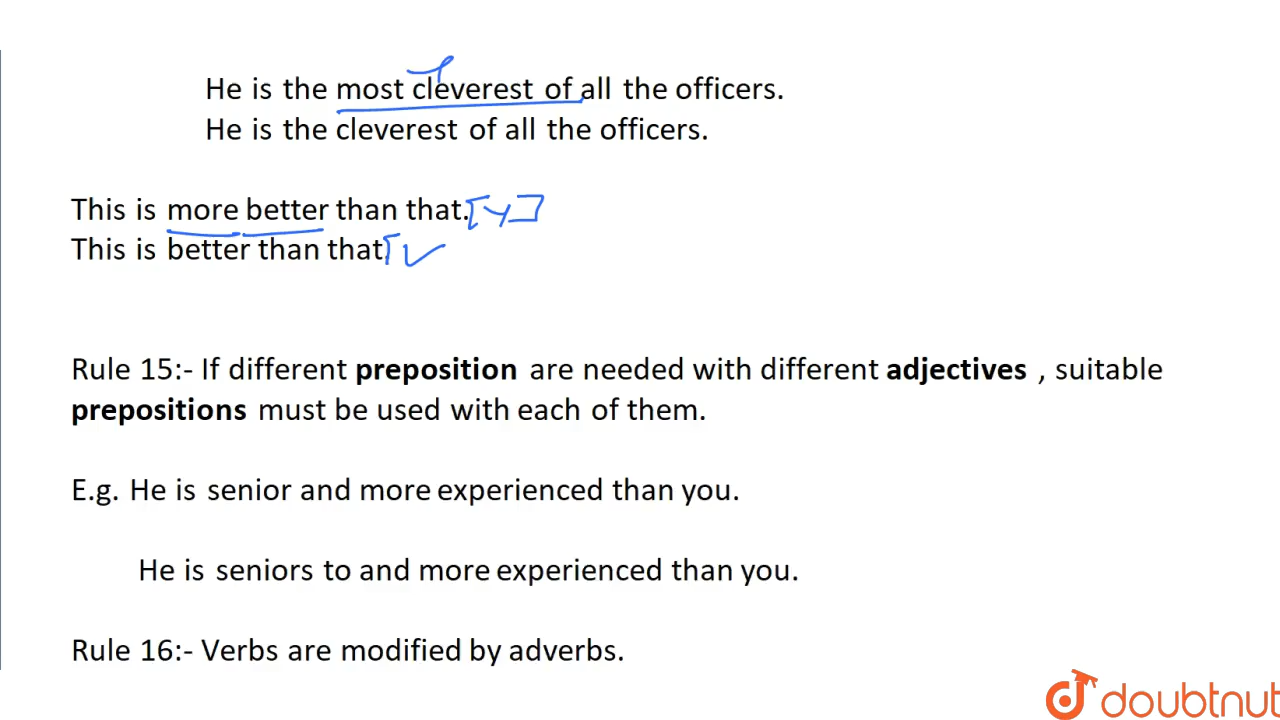 He is the most cleverest of all the officers.
He is the cleverest of all the officers.
This is more better than that.
This is better than that
Rule 15:- If different preposition are needed with different adjectives , suitable
prepositions must be used with each of them.
E.g. He is senior and more experienced than you.
He is seniors to and more experienced than you.
Rule 16:- Verbs are modified by adverbs.
doubtnut